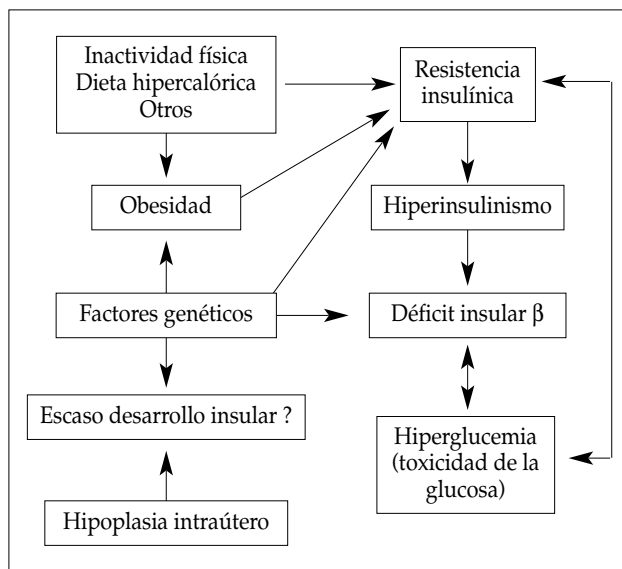 Inactividad física
Dieta hipercalórica
Otros
Resistencia
insulínica
Obesidad
Hiperinsulinismo
Factores genéticos
Déficit insular β
Escaso desarrollo insular ?
Hiperglucemia
(toxicidad de la
glucosa)
Hipoplasia intraútero